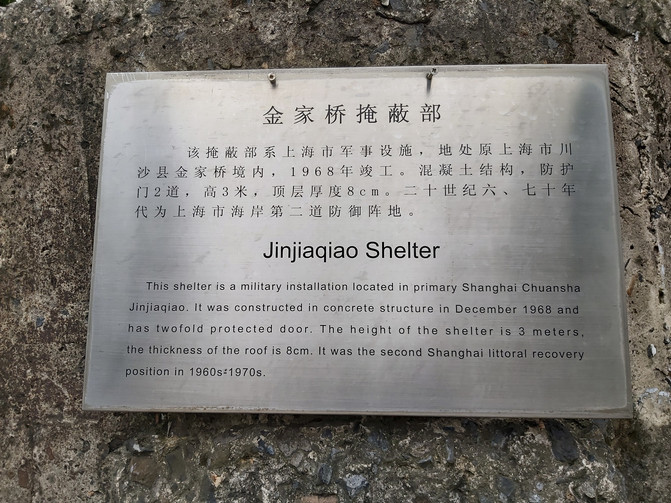 金家桥掩蔽部
该掩蔽部系上海市军事设施，地处原上海市川
沙县金家桥境内，1968年竣工。混凝土结构，防护
门2道，高3米，顶层厚度8cm。二十世纪六、七十年
代为上海市海岸第二道防御阵地。
Jinjiaqiao Shelter
This shelter is a military installation located in primary Shanghai Chuansha
Jinjiaqiao. It was constructed in concrete structure in December 1968 and
has twofold protected door. The height of the shelter is 3 meters,
the thickness of the roof is 8cm. It was the second Shanghai littoral recovery
position in 1960s-1970s.